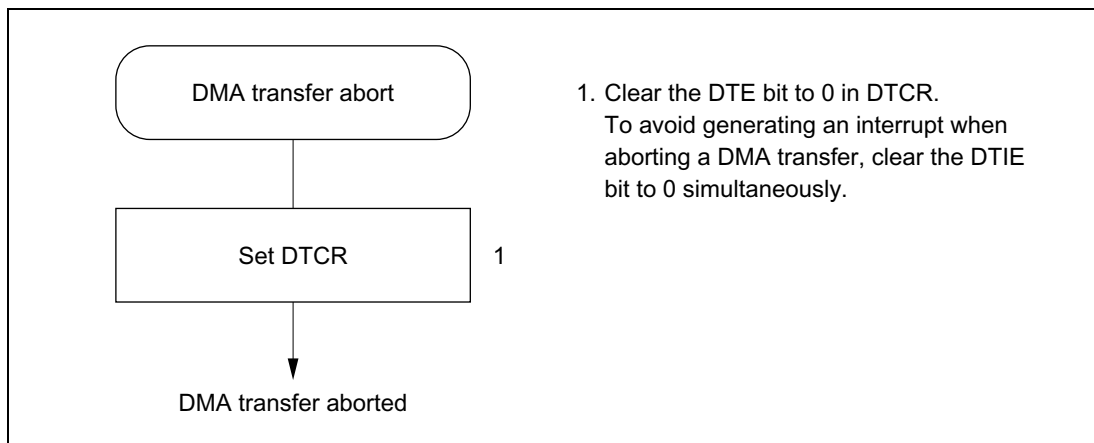 DMA transfer abort
Set DTCR
1
DMA transfer aborted
1. Clear the DTE bit to 0 in DTCR.
To avoid generating an interrupt when
aborting a DMA transfer, clear the DTIE
bit to 0 simultaneously.